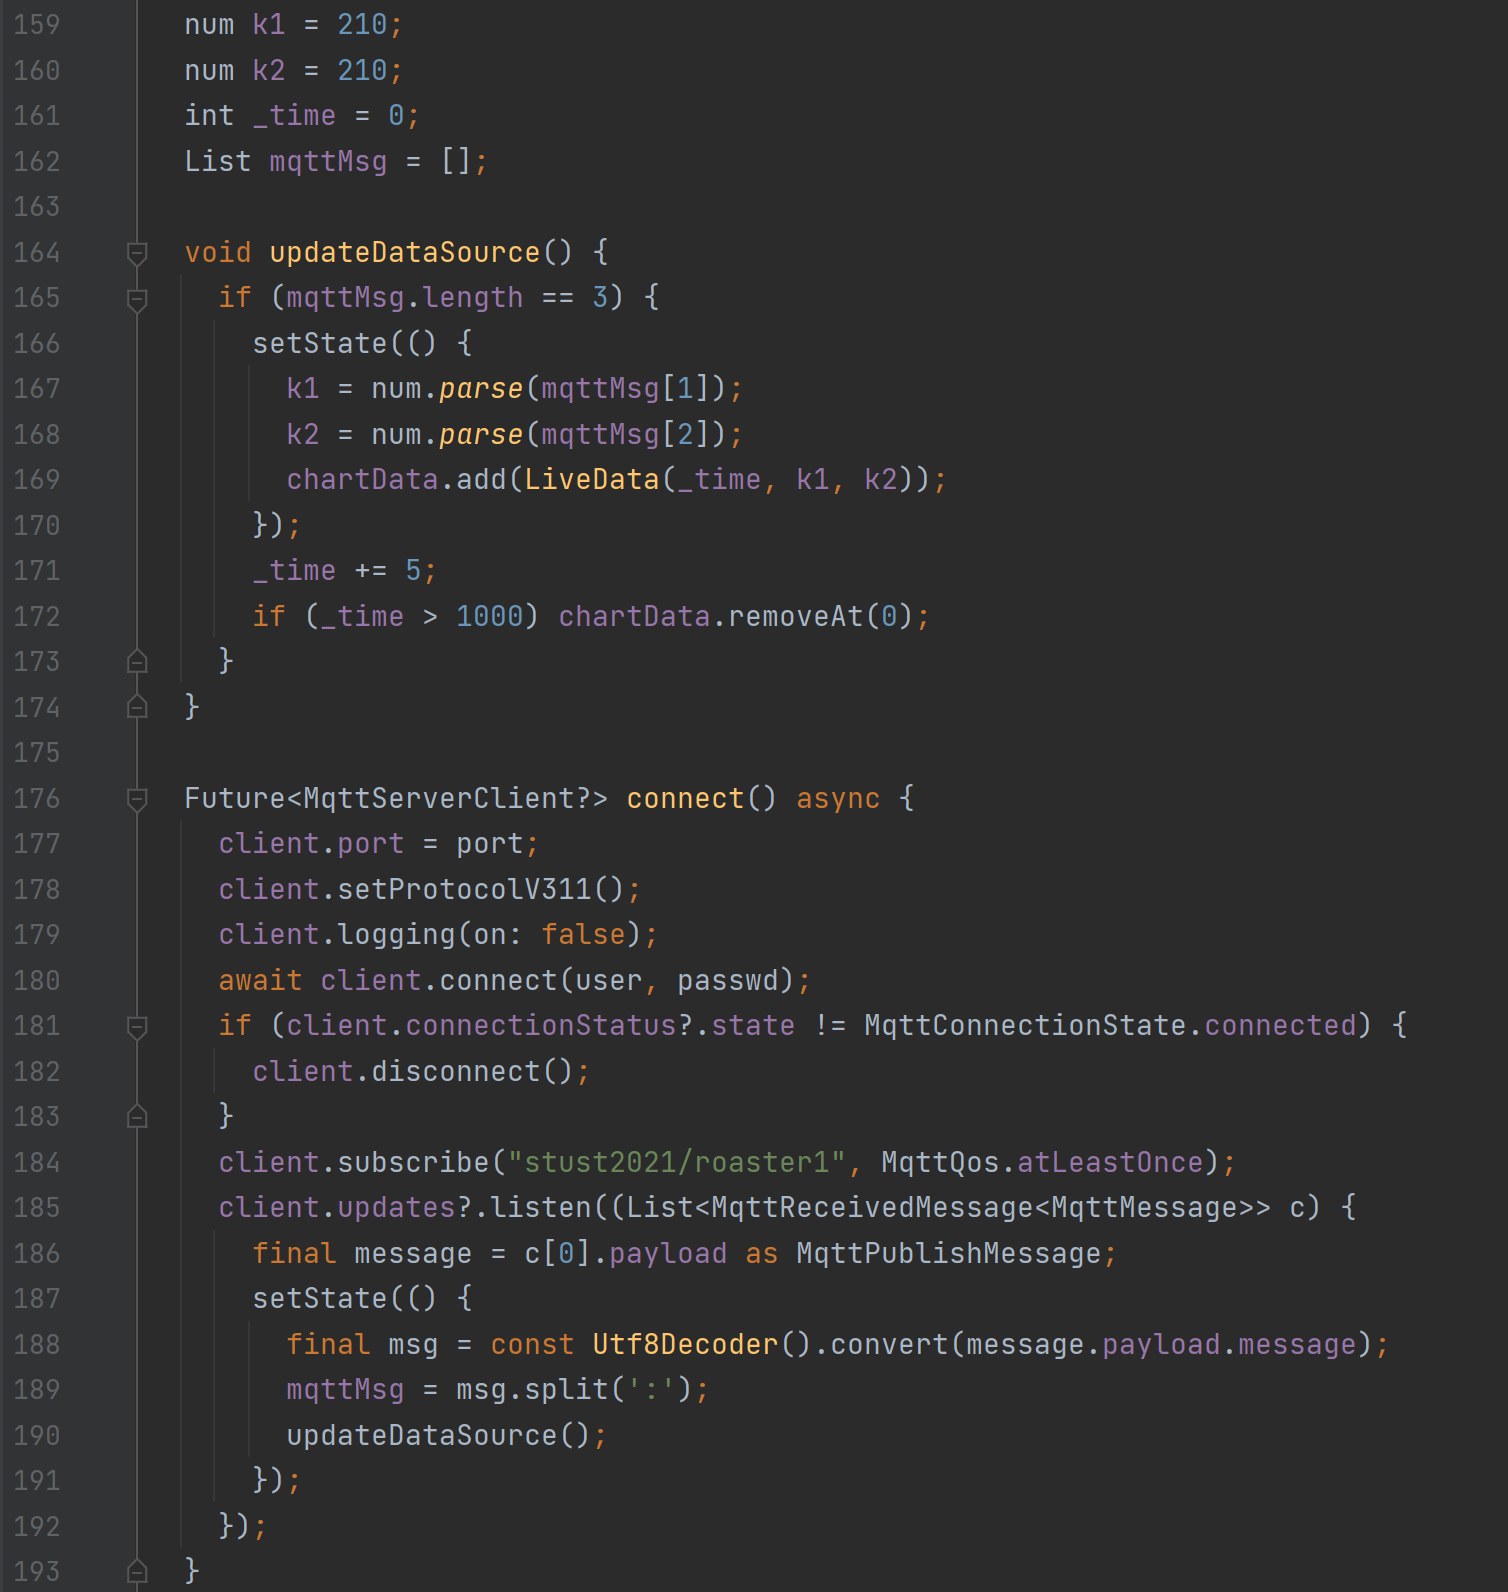 159 num k1 = 210;
160 num k2 = 210;
161 int _time = 0;
162 List mqttMsg = [];
163
164 void updateDataSource() {
165   if (mqttMsg.length == 3) {
166     setState(() {
167       k1 = num.parse(mqttMsg[1]);
168       k2 = num.parse(mqttMsg[2]);
169       chartData.add(LiveData(_time, k1, k2));
170     });
171     _time += 5;
172     if (_time > 1000) chartData.removeAt(0);
173   }
174 }
175
176 Future<MqttServerClient?> connect() async {
177   client.port = port;
178   client.setProtocolV311();
179   client.logging(on: false);
180   await client.connect(user, passwd);
181   if (client.connectionStatus?.state != MqttConnectionState.connected) {
182     client.disconnect();
183   }
184   client.subscribe("stust2021/roaster1", MqttQos.atLeastOnce);
185   client.updates?.listen((List<MqttReceivedMessage<MqttMessage>> c) {
186     final message = c[0].payload as MqttPublishMessage;
187     setState(() {
188       final msg = const Utf8Decoder().convert(message.payload.message);
189       mqttMsg = msg.split(':');
190       updateDataSource();
191     });
192   });
193 }